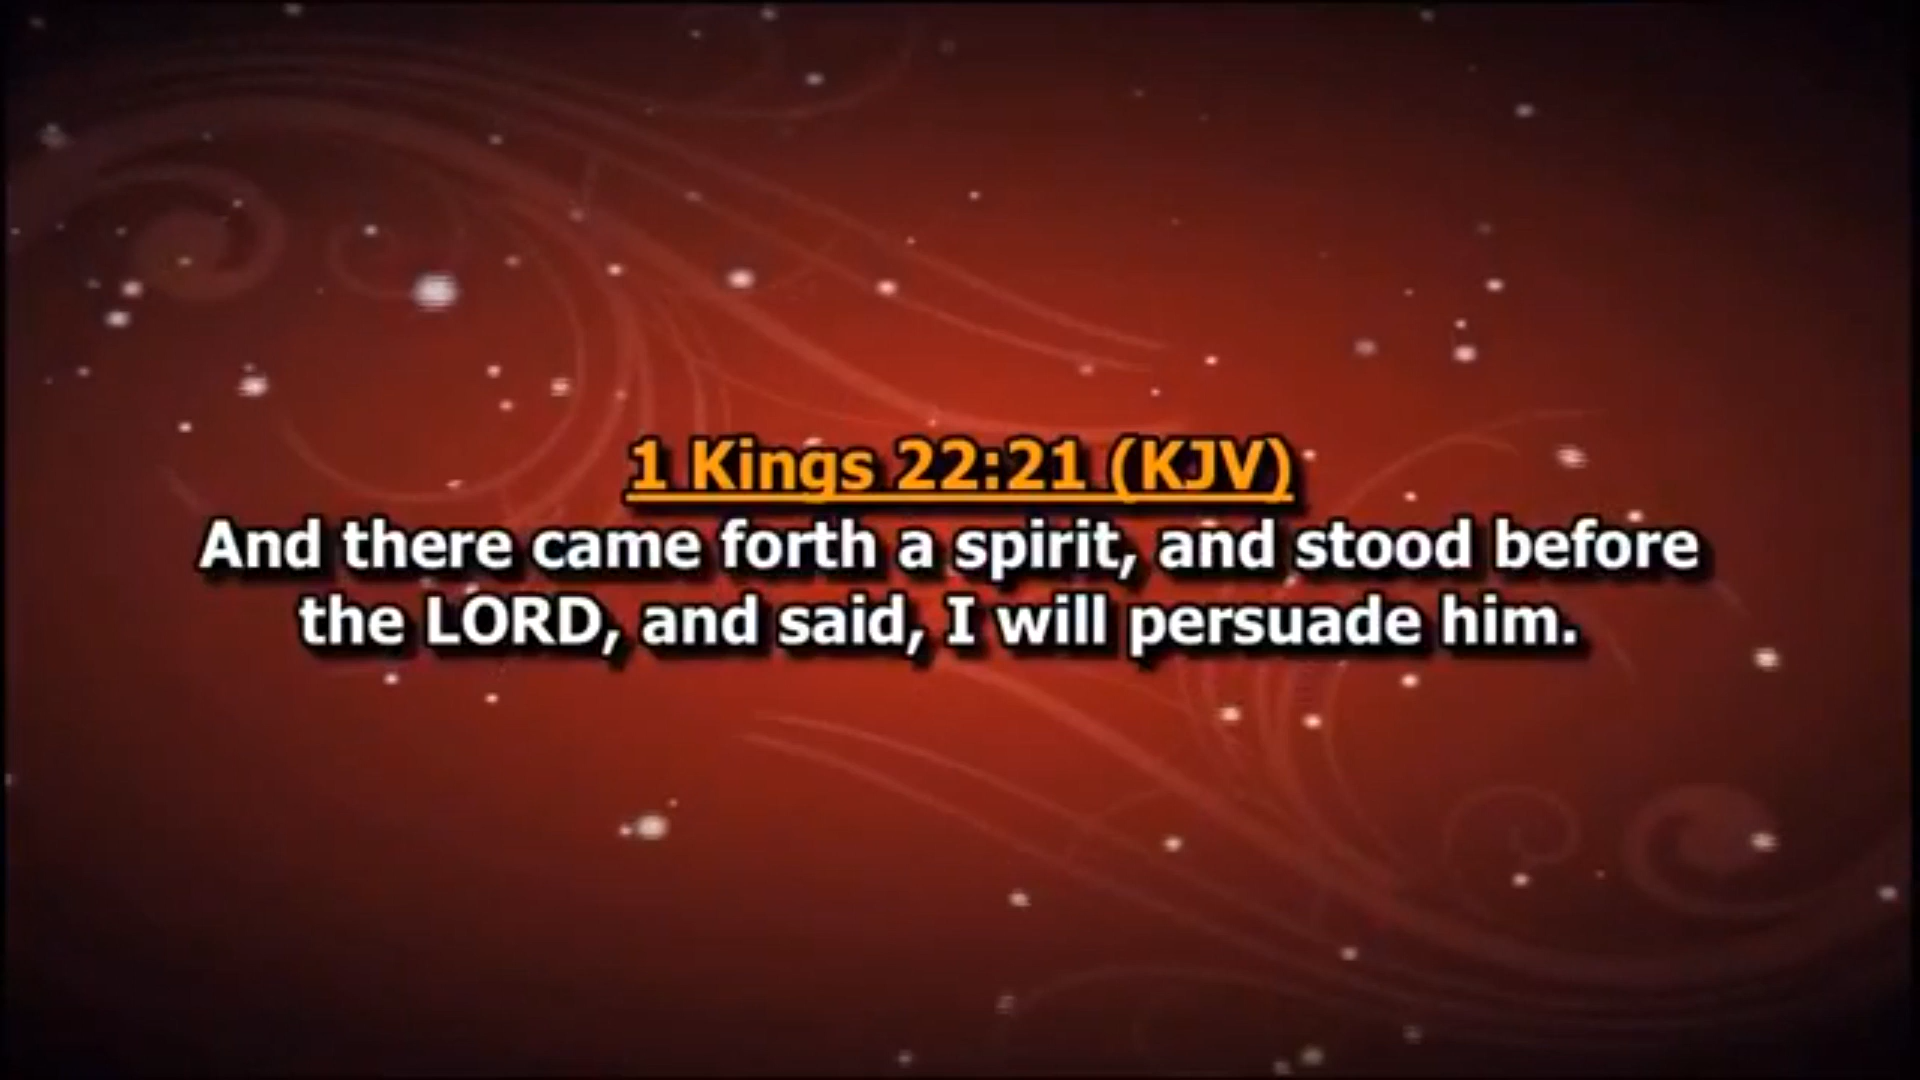 1 Kings 22:21 (KJV)
And there came forth a spirit, and stood before
the LORD, and said, I will persuade him.